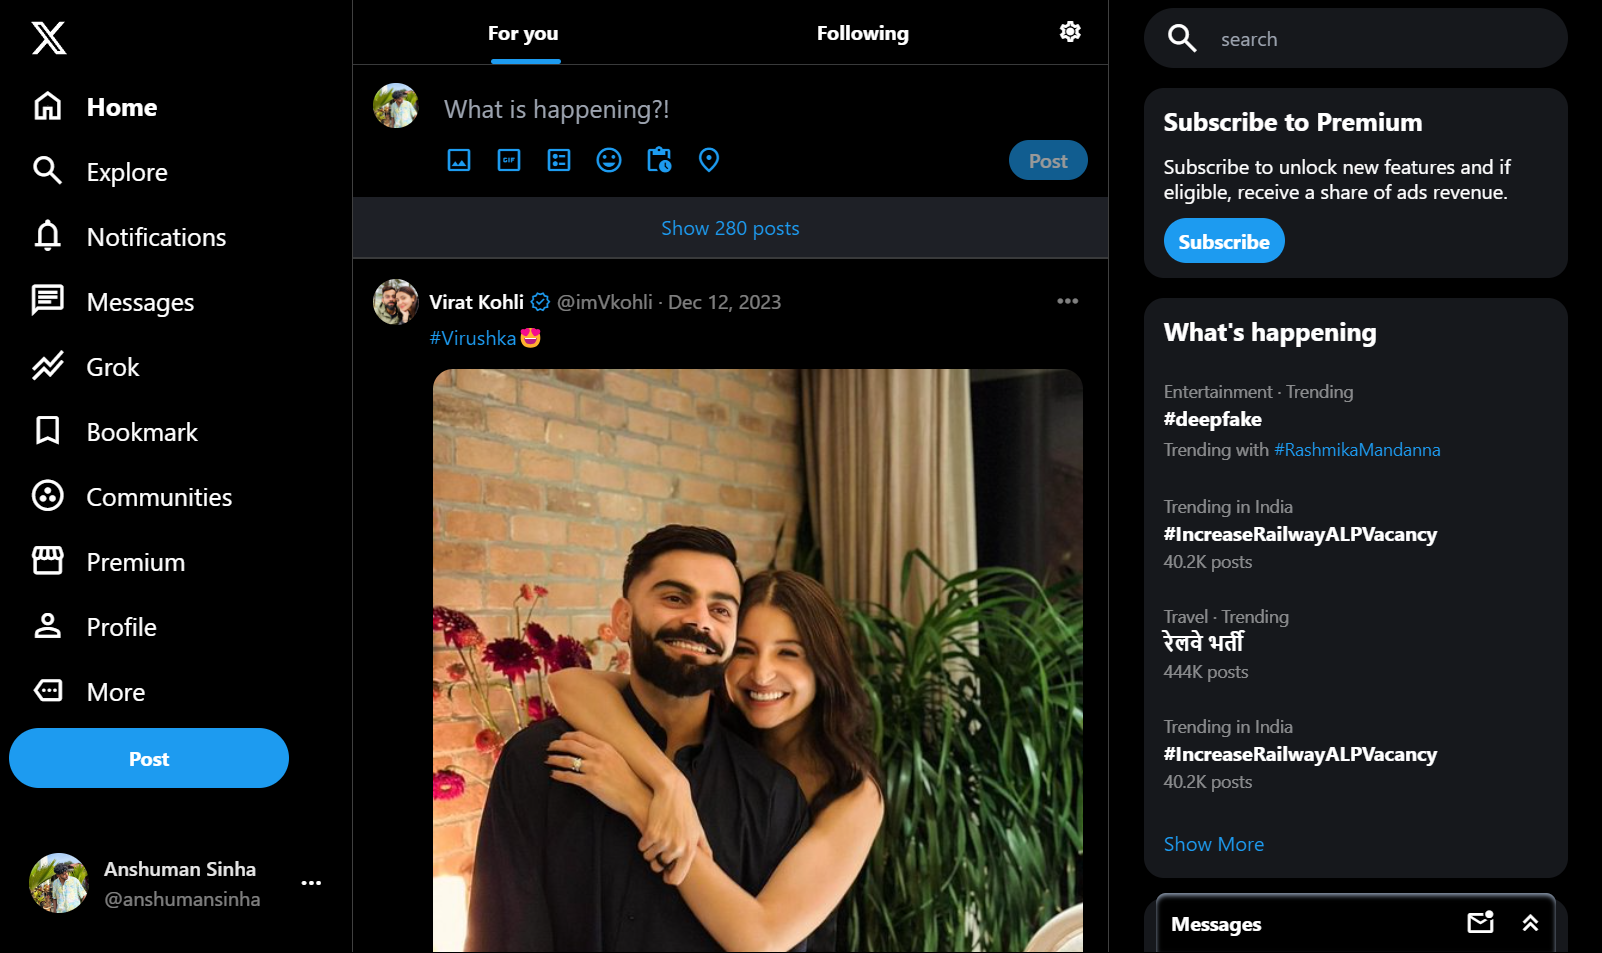 Home
Explore
Notifications
Messages
Grok
Bookmark
Communities
Premium
Profile
More
Post
Anshuman Sinha
@anshumansinha
For you
Following
What is happening?!
GIF
Post
Show 280 posts
Virat Kohli @imVkohli · Dec 12, 2023
#Virushka😍
search
Subscribe to Premium
Subscribe to unlock new features and if
eligible, receive a share of ads revenue.
Subscribe
What's happening
Entertainment · Trending
#deepfake
Trending with #RashmikaMandanna
Trending in India
#IncreaseRailwayALPVacancy
40.2K posts
Travel · Trending
रेलवे भर्ती
444K posts
Trending in India
#IncreaseRailwayALPVacancy
40.2K posts
Show More
Messages